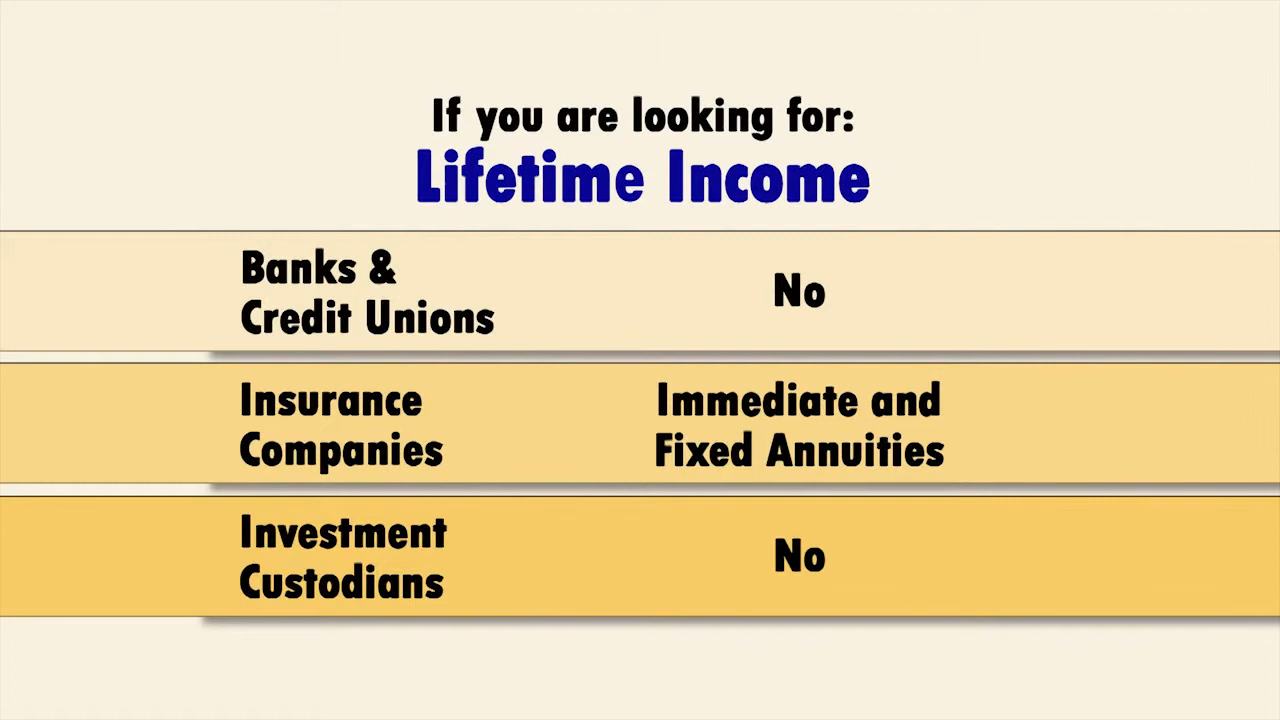 If you are looking for:
Lifetime Income
Banks &
Credit Unions
No
Insurance
Companies
Immediate and
Fixed Annuities
Investment
Custodians
No